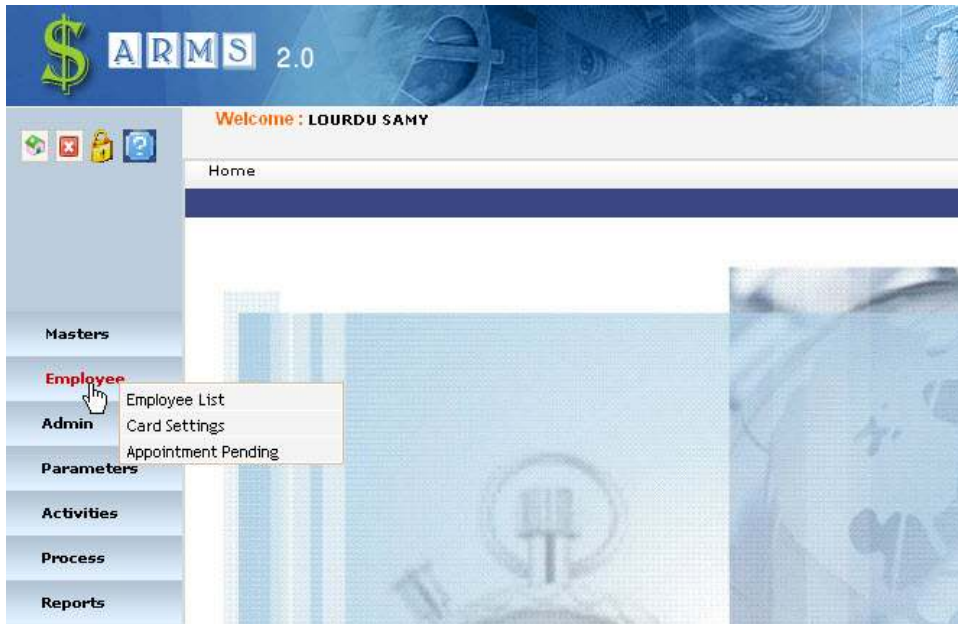 $ ARMS 2.0
Welcome : LOURDU SAMY
Home
Masters
Employee
Employee List
Card Settings
Appointment Pending
Admin
Parameters
Activities
Process
Reports